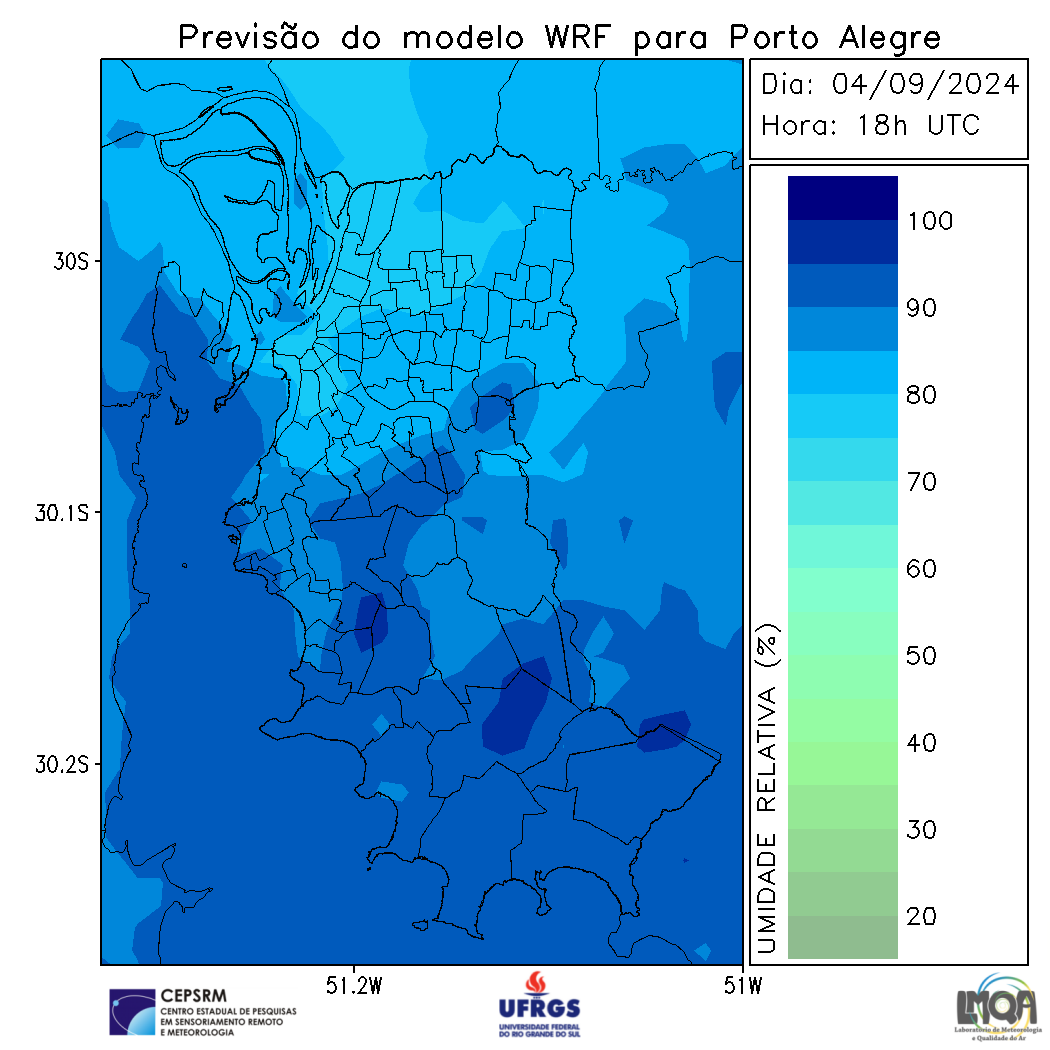 Previsão do modelo WRF para Porto Alegre
Dia: 04/09/2024
Hora: 18h UTC
30S
30.1S
30.2S
51.2W
51W
UMIDADE RELATIVA (%)
100
90
80
70
60
50
40
30
20
CEPSRM
CENTRO ESTADUAL DE PESQUISAS
EM SENSORIAMENTO REMOTO
E METEOROLOGIA
UFRGS
UNIVERSIDADE FEDERAL
DO RIO GRANDE DO SUL
LMQA
Laboratório de Meteorologia
e Qualidade do Ar